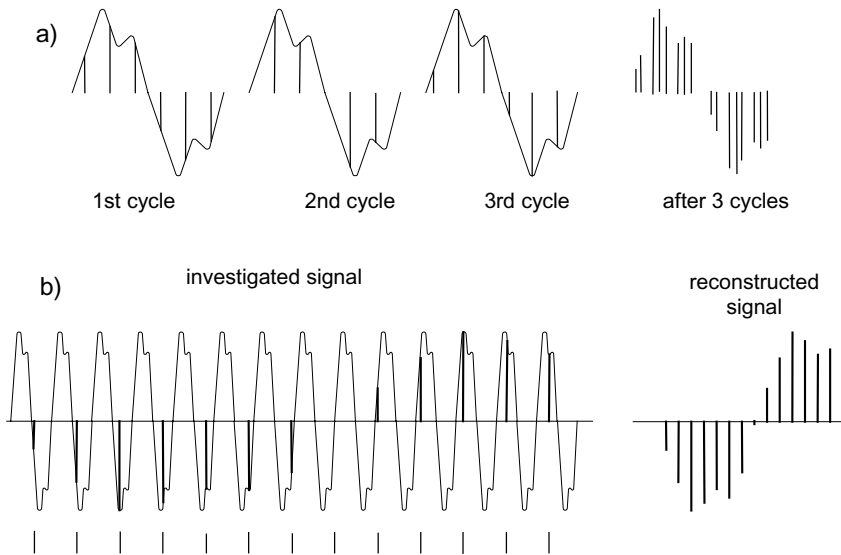 a)
1st cycle
2nd cycle
3rd cycle
after 3 cycles
b)
investigated signal
reconstructed
signal